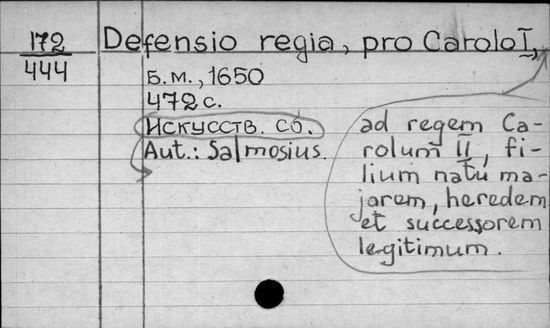 172
444
Defensio regia, pro Carolo I,
ad regem Ca-
rolum II, fi-
lium natu ma-
jorem, heredem
et successorem
legitimum.
Б.м., 1650
472 с.
Искусств. сб.
Aut.: Salmosius.